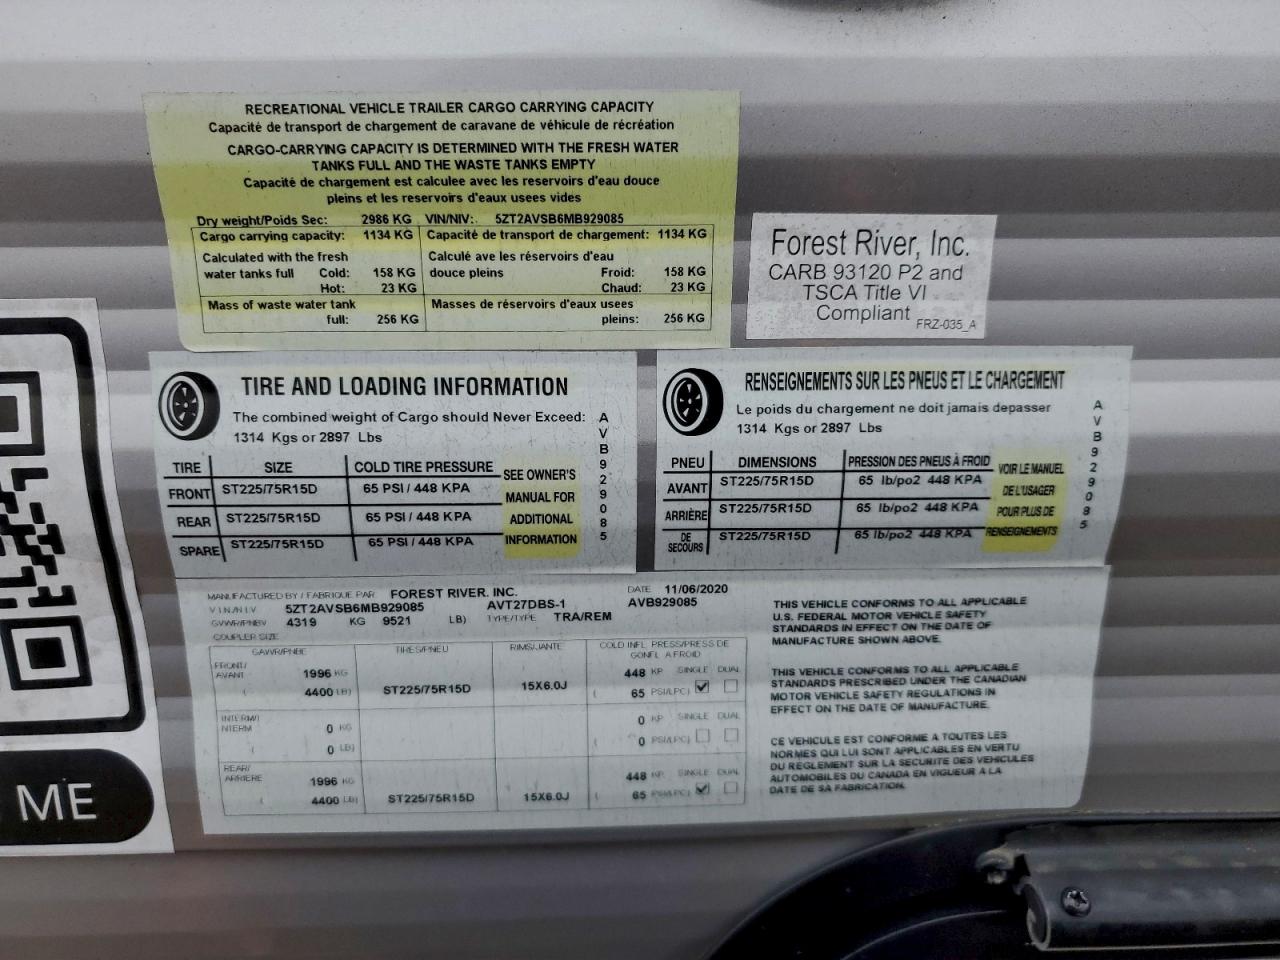 RECREATIONAL VEHICLE TRAILER CARGO CARRYING CAPACITY
Capacité de transport de chargement de caravane de véhicule de récréation
CARGO-CARRYING CAPACITY IS DETERMINED WITH THE FRESH WATER
TANKS FULL AND THE WASTE TANKS EMPTY
Capacité de chargement est calculee avec les reservoirs d'eau douce
pleins et les reservoirs d'eaux usees vides
Dry weight/Poids Sec: 2986 KG VIN/NIV: 5ZT2AVSB6MB929085
Cargo carrying capacity: 1134 KG Capacité de transport de chargement: 1134 KG
Calculated with the fresh Calculé ave les réservoirs d'eau
water tanks full Cold: 158 KG douce pleins Froid: 158 KG
Hot: 23 KG Chaud: 23 KG
Mass of waste water tank Masses de réservoirs d'eaux usees
full: 256 KG pleins: 256 KG
Forest River, Inc.
CARB 93120 P2 and
TSCA Title VI
Compliant
FRZ-035_A
TIRE AND LOADING INFORMATION
The combined weight of Cargo should Never Exceed:
1314 Kgs or 2897 Lbs
TIRE SIZE COLD TIRE PRESSURE
FRONT ST225/75R15D 65 PSI / 448 KPA
REAR ST225/75R15D 65 PSI / 448 KPA
SPARE ST225/75R15D 65 PSI / 448 KPA
SEE OWNER'S
MANUAL FOR
ADDITIONAL
INFORMATION
AVB929085
RENSEIGNEMENTS SUR LES PNEUS ET LE CHARGEMENT
Le poids du chargement ne doit jamais depasser
1314 Kgs or 2897 Lbs
PNEU DIMENSIONS PRESSION DES PNEUS À FROID
AVANT ST225/75R15D 65 lb/po2 448 KPA
ARRIÈRE ST225/75R15D 65 lb/po2 448 KPA
DE
SECOURS ST225/75R15D 65 lb/po2 448 KPA
VOIR LE MANUEL
DE L'USAGER
POUR PLUS DE
RENSEIGNEMENTS
AVB929085
MANUFACTURED BY / FABRIQUE PAR FOREST RIVER, INC. DATE 11/06/2020
V I N / N I V 5ZT2AVSB6MB929085 AVT27DBS-1 AVB929085
GVWR/PNBV 4319 KG 9521 LB) TYPE/TYPE TRA/REM
COUPLER SIZE
GAWR/PNBE TIRES/PNEU RIMS/JANTE COLD INFL PRESS/PRESS DE
GONFL A FROID
FRONT/
AVANT 1996 KG 448 KP SINGLE DUAL
( 4400 LB) ST225/75R15D 15X6.0J ( 65 PSI/LPC)
INTERM/
INTERM 0 KG 0 KP SINGLE DUAL
( 0 LB) ( 0 PSI/LPC)
REAR/
ARRIÈRE 1996 KG 448 KP SINGLE DUAL
( 4400 LB) ST225/75R15D 15X6.0J ( 65 PSI/LPC)
THIS VEHICLE CONFORMS TO ALL APPLICABLE
U.S. FEDERAL MOTOR VEHICLE SAFETY
STANDARDS IN EFFECT ON THE DATE OF
MANUFACTURE SHOWN ABOVE.
THIS VEHICLE CONFORMS TO ALL APPLICABLE
STANDARDS PRESCRIBED UNDER THE CANADIAN
MOTOR VEHICLE SAFETY REGULATIONS IN
EFFECT ON THE DATE OF MANUFACTURE.
CE VEHICULE EST CONFORME A TOUTES LES
NORMES QUI LUI SONT APPLICABLES EN VERTU
DU REGLEMENT SUR LA SECURITE DES VEHICULES
AUTOMOBILES DU CANADA EN VIGUEUR A LA
DATE DE SA FABRICATION.
ME